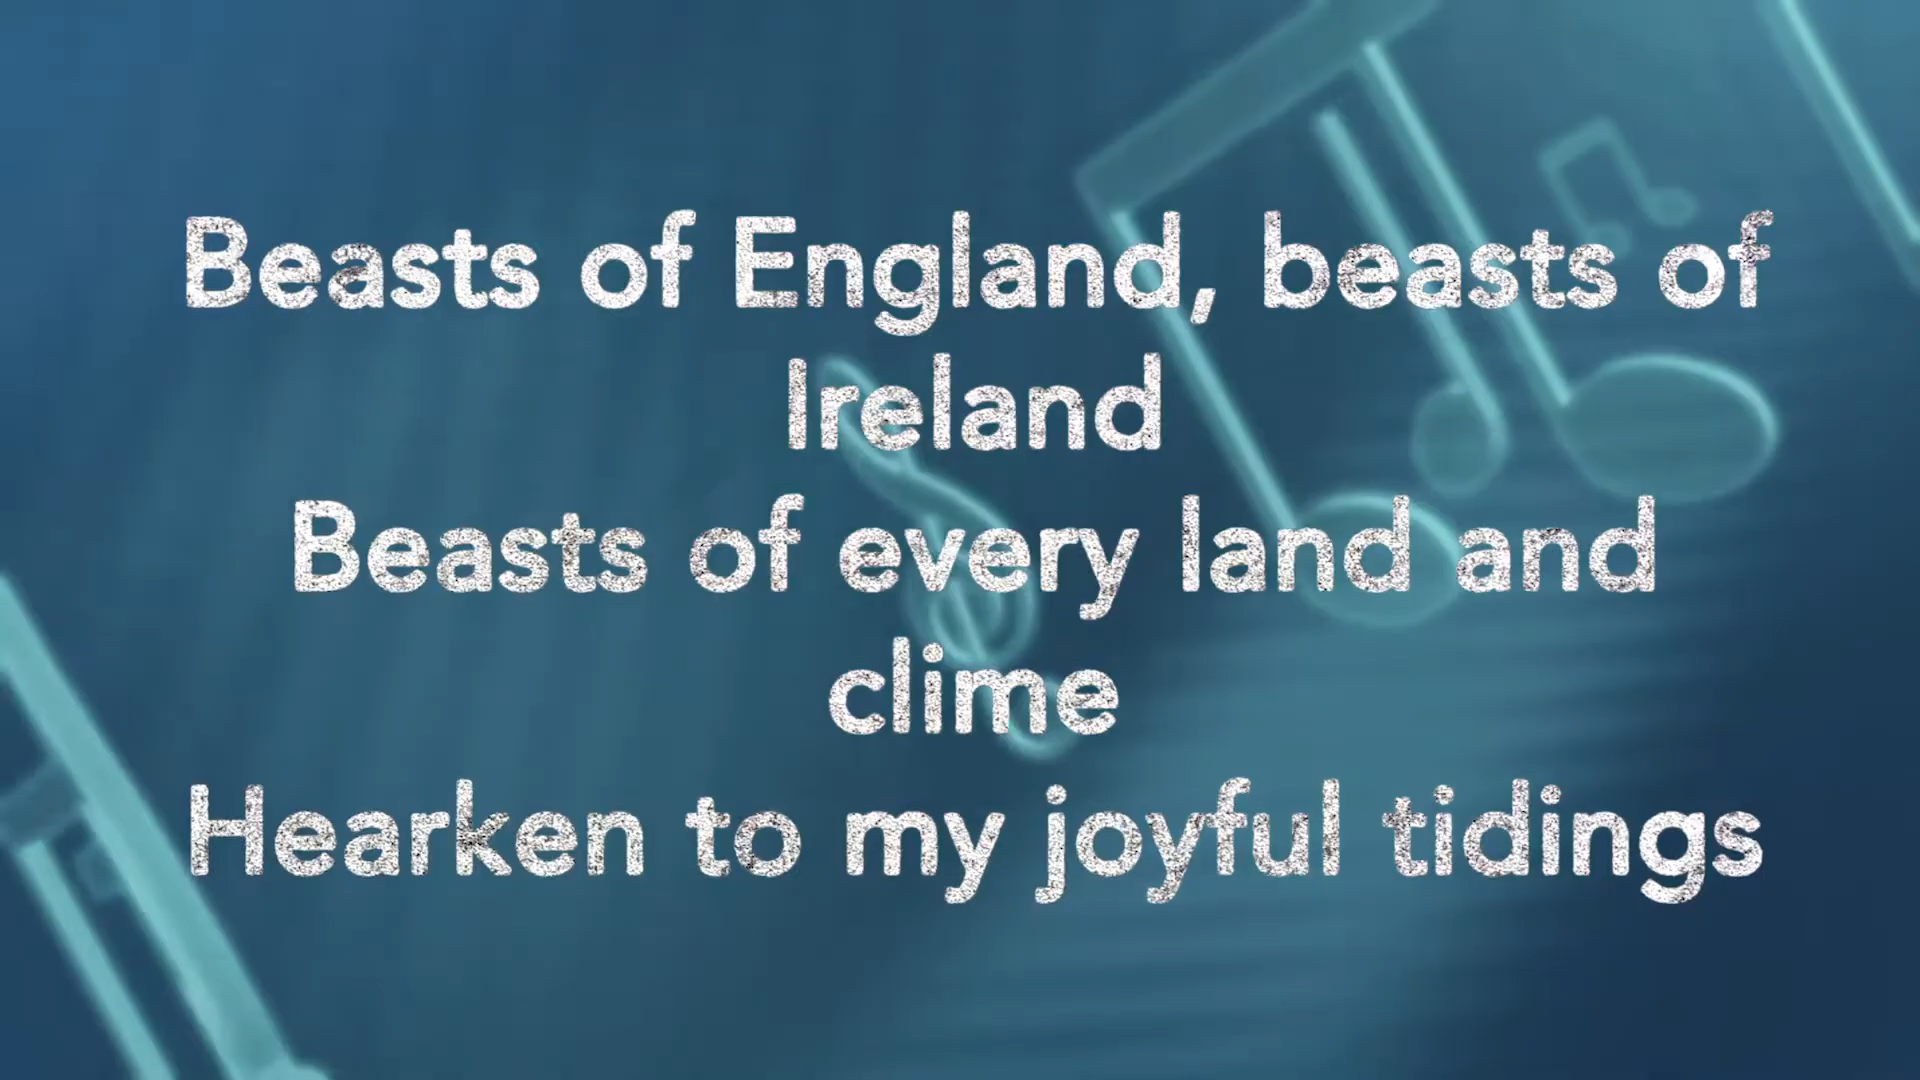 Beasts of England, beasts of
Ireland
Beasts of every land and
clime
Hearken to my joyful tidings